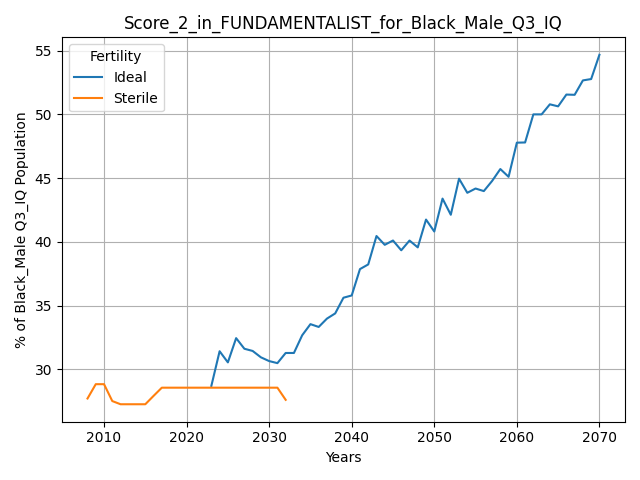 Score_2_in_FUNDAMENTALIST_for_Black_Male_Q3_IQ
Fertility
Ideal
Sterile
% of Black_Male Q3_IQ Population
55
50
45
40
35
30
2010 2020 2030 2040 2050 2060 2070
Years